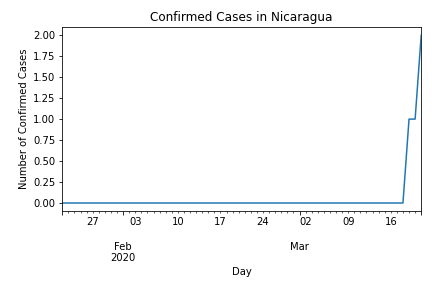 Confirmed Cases in Nicaragua
Number of Confirmed Cases
2.00
1.75
1.50
1.25
1.00
0.75
0.50
0.25
0.00
27 03 10 17 24 02 09 16
Feb Mar
2020
Day